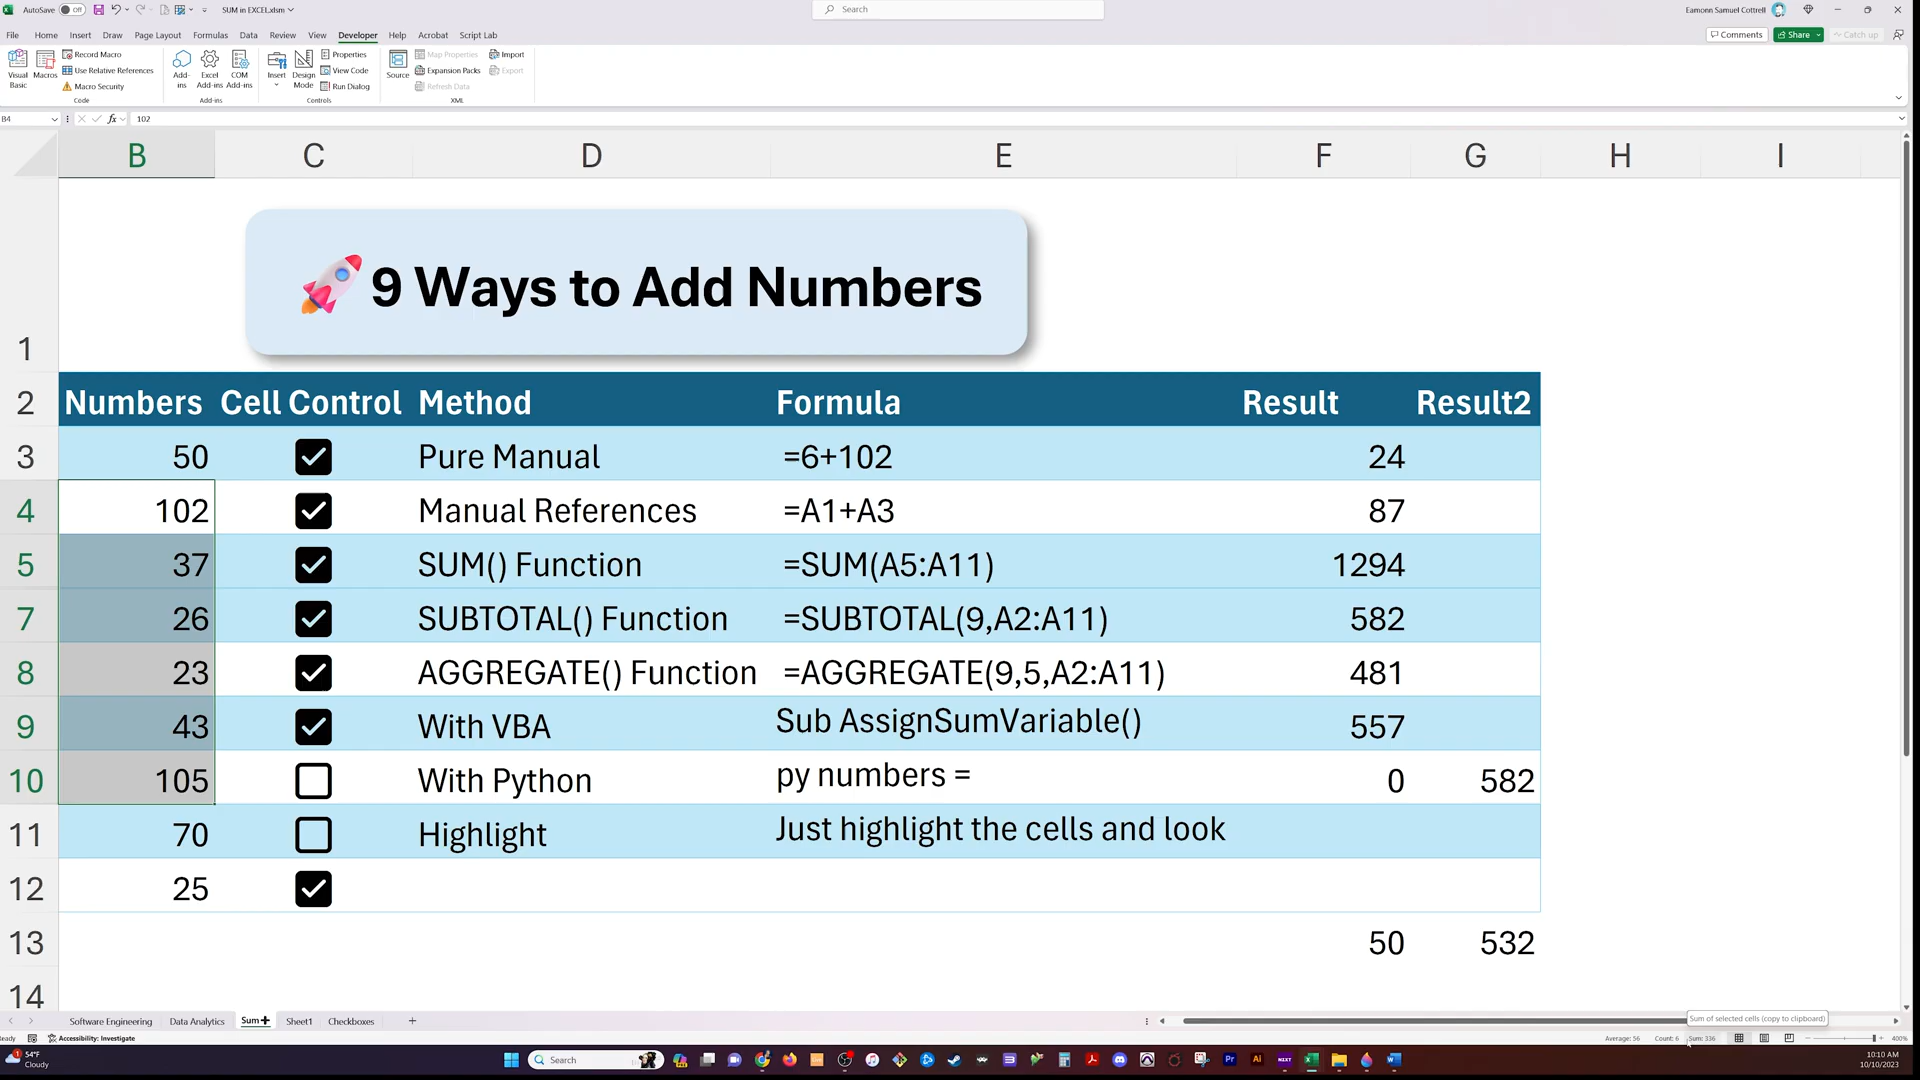 AutoSave Off SUM in EXCEL.xlsm Search Eamonn Samuel Cottrell
File Home Insert Draw Page Layout Formulas Data Review View Developer Help Acrobat Script Lab Comments Share Catch up
Visual Basic Macros Record Macro Use Relative References Macro Security Code
Add-ins Excel Add-ins COM Add-ins Add-ins
Insert Design Mode Properties View Code Run Dialog Controls
Source Map Properties Expansion Packs Refresh Data Import Export XML
B4 fx 102
B C D E F G H I
9 Ways to Add Numbers
1
2 Numbers Cell Control Method Formula Result Result2
3 50 Pure Manual =6+102 24
4 102 Manual References =A1+A3 87
5 37 SUM() Function =SUM(A5:A11) 1294
7 26 SUBTOTAL() Function =SUBTOTAL(9,A2:A11) 582
8 23 AGGREGATE() Function =AGGREGATE(9,5,A2:A11) 481
9 43 With VBA Sub AssignSumVariable() 557
10 105 With Python py numbers = 0 582
11 70 Highlight Just highlight the cells and look
12 25
13 50 532
14
Software Engineering Data Analytics Sum Sheet1 Checkboxes
Sum of selected cells (copy to clipboard)
Ready Accessibility: Investigate Average: 56 Count: 6 Sum: 336 400%
1 54°F Search 10:10 AM
Cloudy 10/10/2023